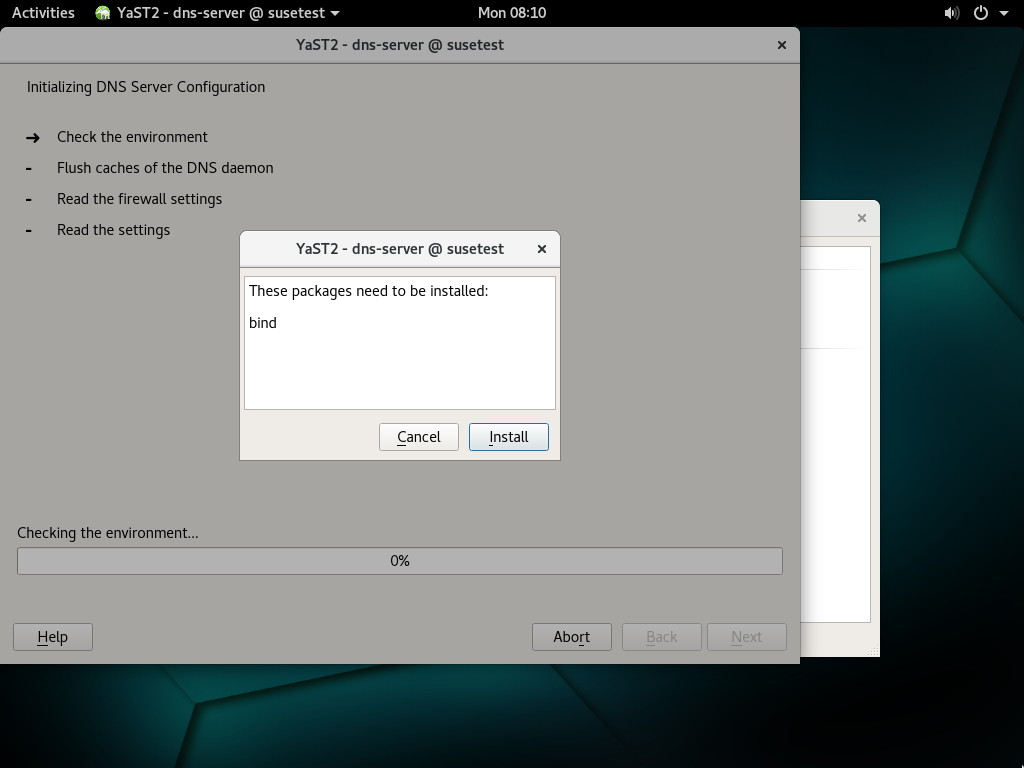 Activities YaST2 - dns-server @ susetest Mon 08:10
YaST2 - dns-server @ susetest
Initializing DNS Server Configuration
Check the environment
- Flush caches of the DNS daemon
- Read the firewall settings
- Read the settings
YaST2 - dns-server @ susetest
These packages need to be installed:
bind
Cancel Install
Checking the environment...
0%
Help Abort Back Next